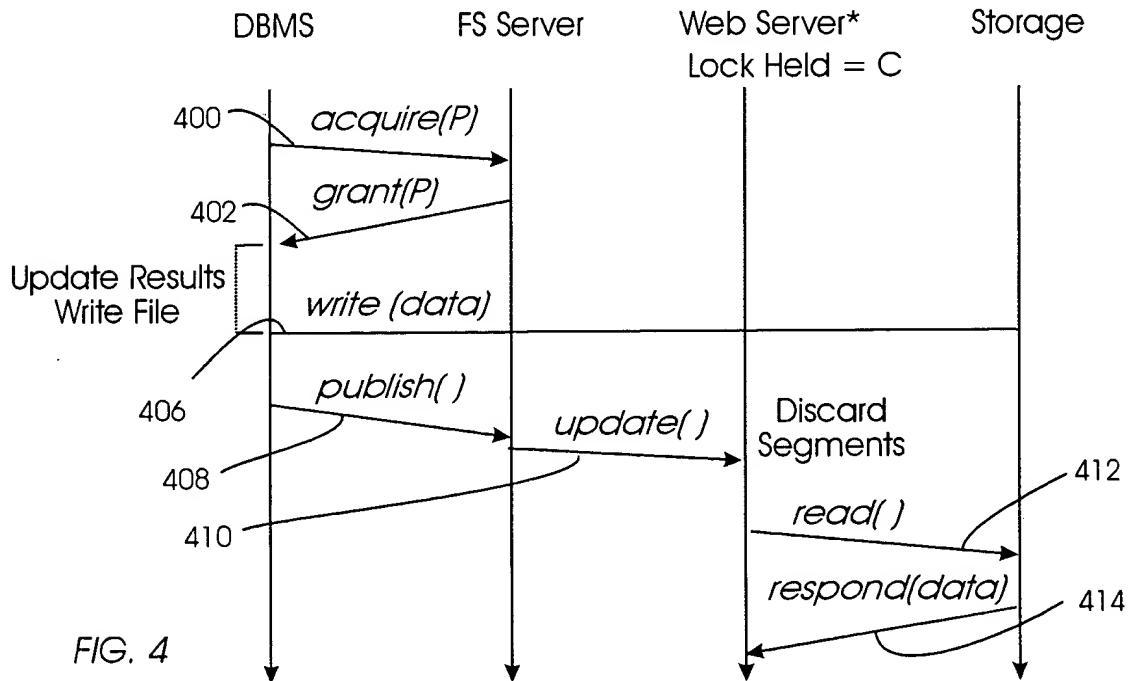 DBMS
FS Server
Web Server*
Storage
Lock Held = C
400
acquire(P)
grant(P)
402
Update Results
Write File
write (data)
406
publish( )
408
update( )
410
Discard
Segments
412
read( )
respond(data)
414
FIG. 4